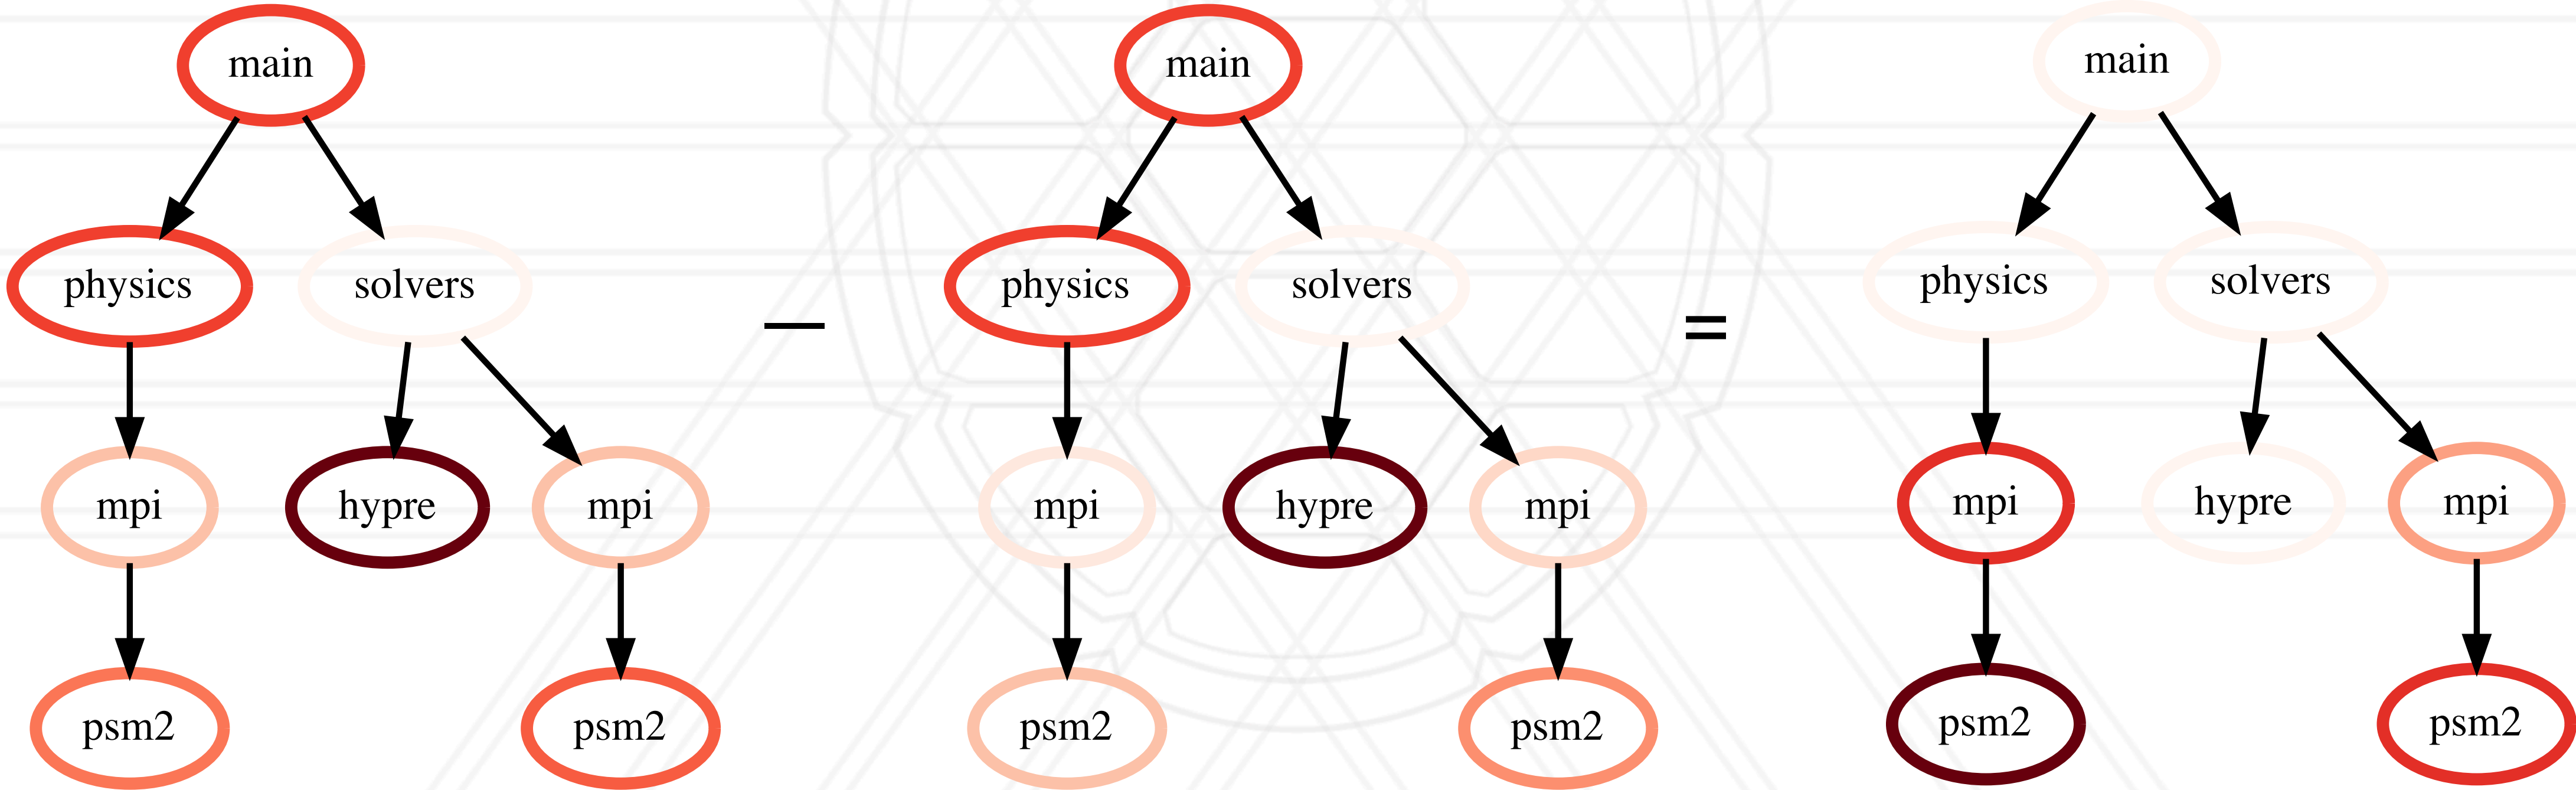 main
physics
solvers
mpi
hypre
mpi
psm2
psm2
—
main
physics
solvers
mpi
hypre
mpi
psm2
psm2
=
main
physics
solvers
mpi
hypre
mpi
psm2
psm2